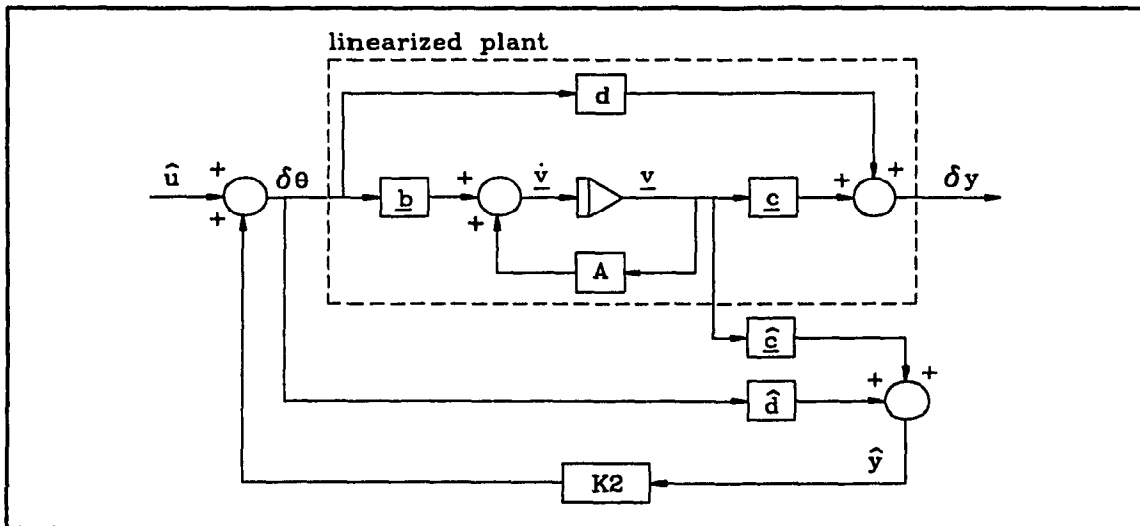 linearized plant
d
+
û
+
δθ
b
+
v̇
v
c
+
+
δy
+
+
A
ĉ
+
+
d̂
ŷ
K2